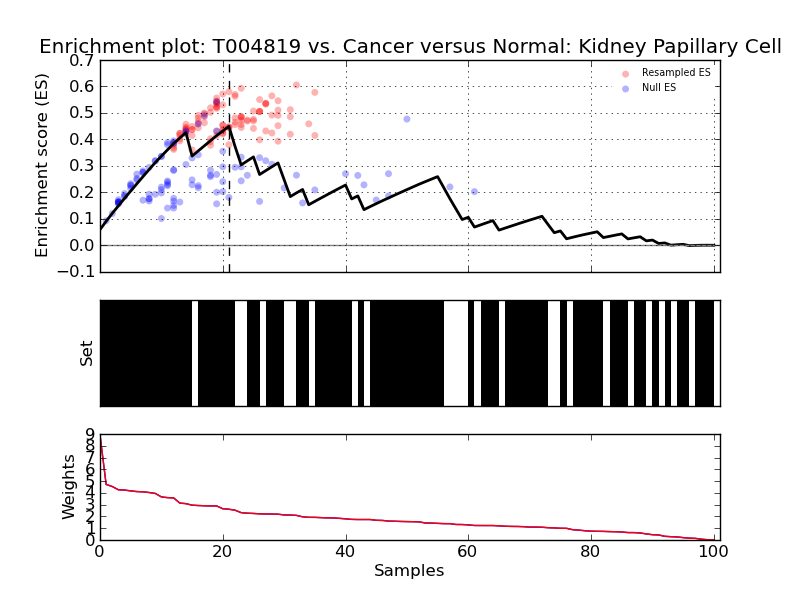 Enrichment plot: T004819 vs. Cancer versus Normal: Kidney Papillary Cell
0.7
0.6
0.5
0.4
0.3
0.2
0.1
0.0
−0.1
Enrichment score (ES)
Resampled ES
Null ES
Set
9
8
7
6
5
4
3
2
1
0
Weights
0 20 40 60 80 100
Samples